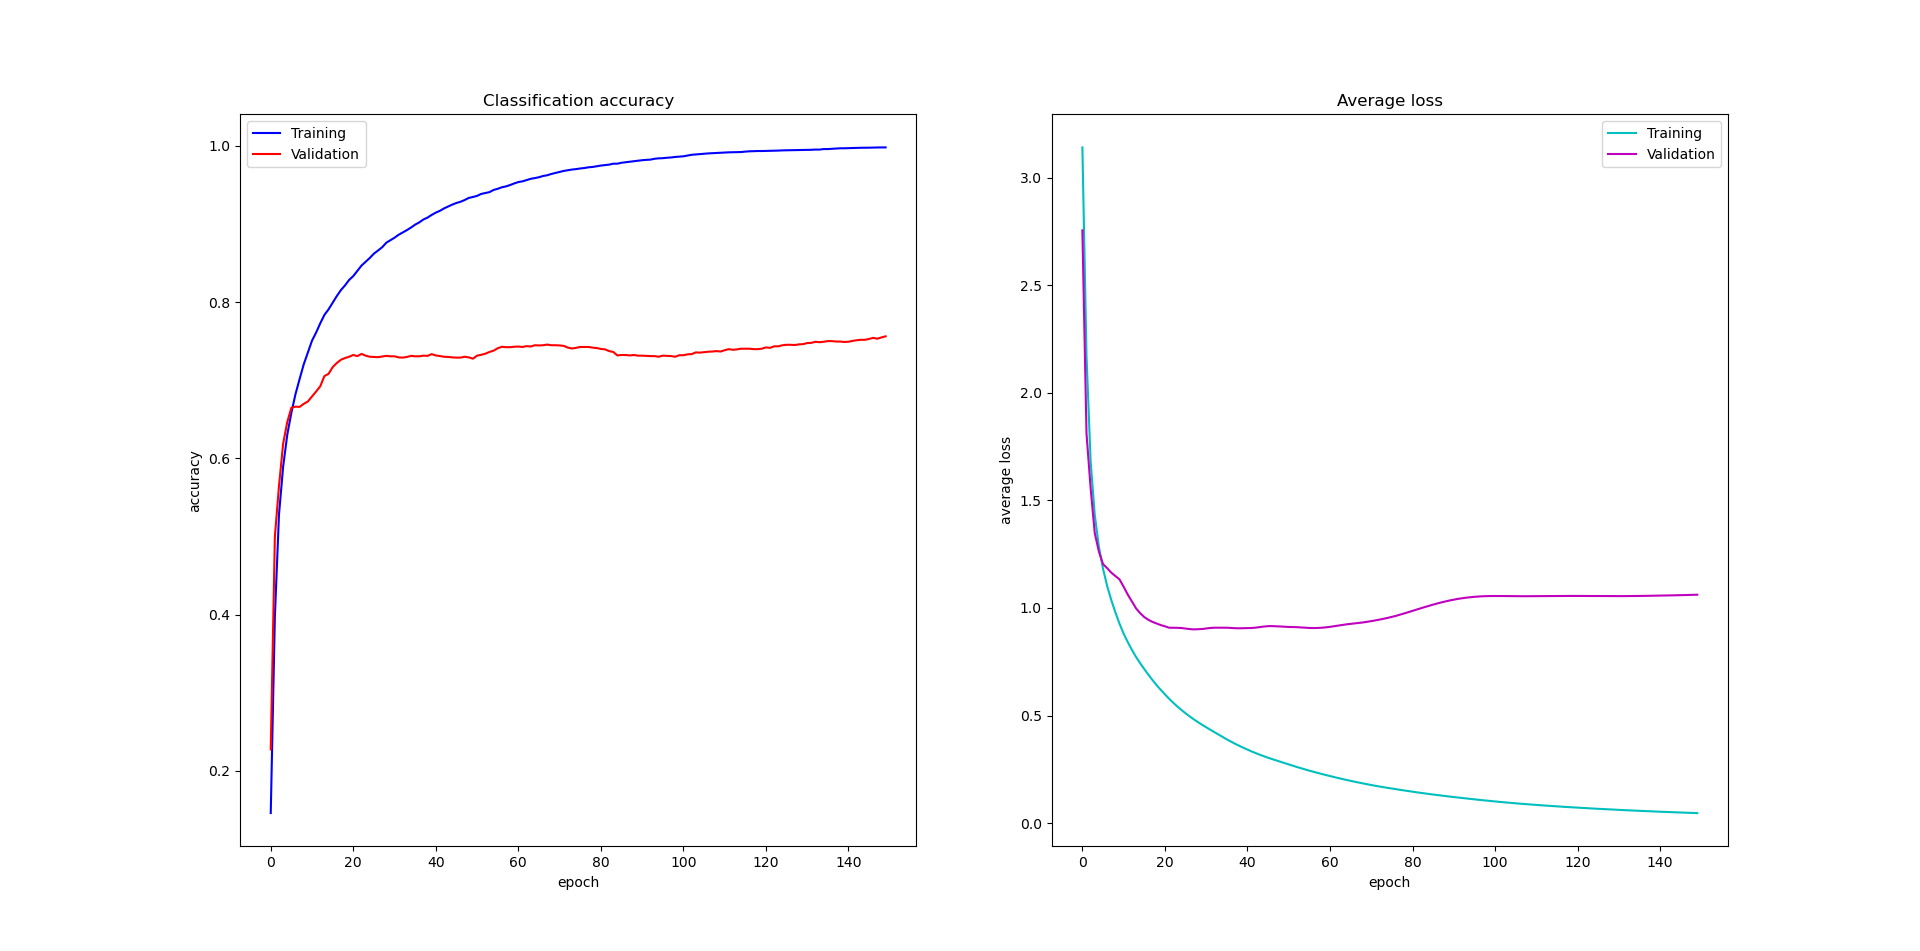 Classification accuracy
Training
Validation
1.0
0.8
0.6
0.4
0.2
accuracy
0 20 40 60 80 100 120 140
epoch
Average loss
Training
Validation
3.0
2.5
2.0
1.5
1.0
0.5
0.0
average loss
0 20 40 60 80 100 120 140
epoch